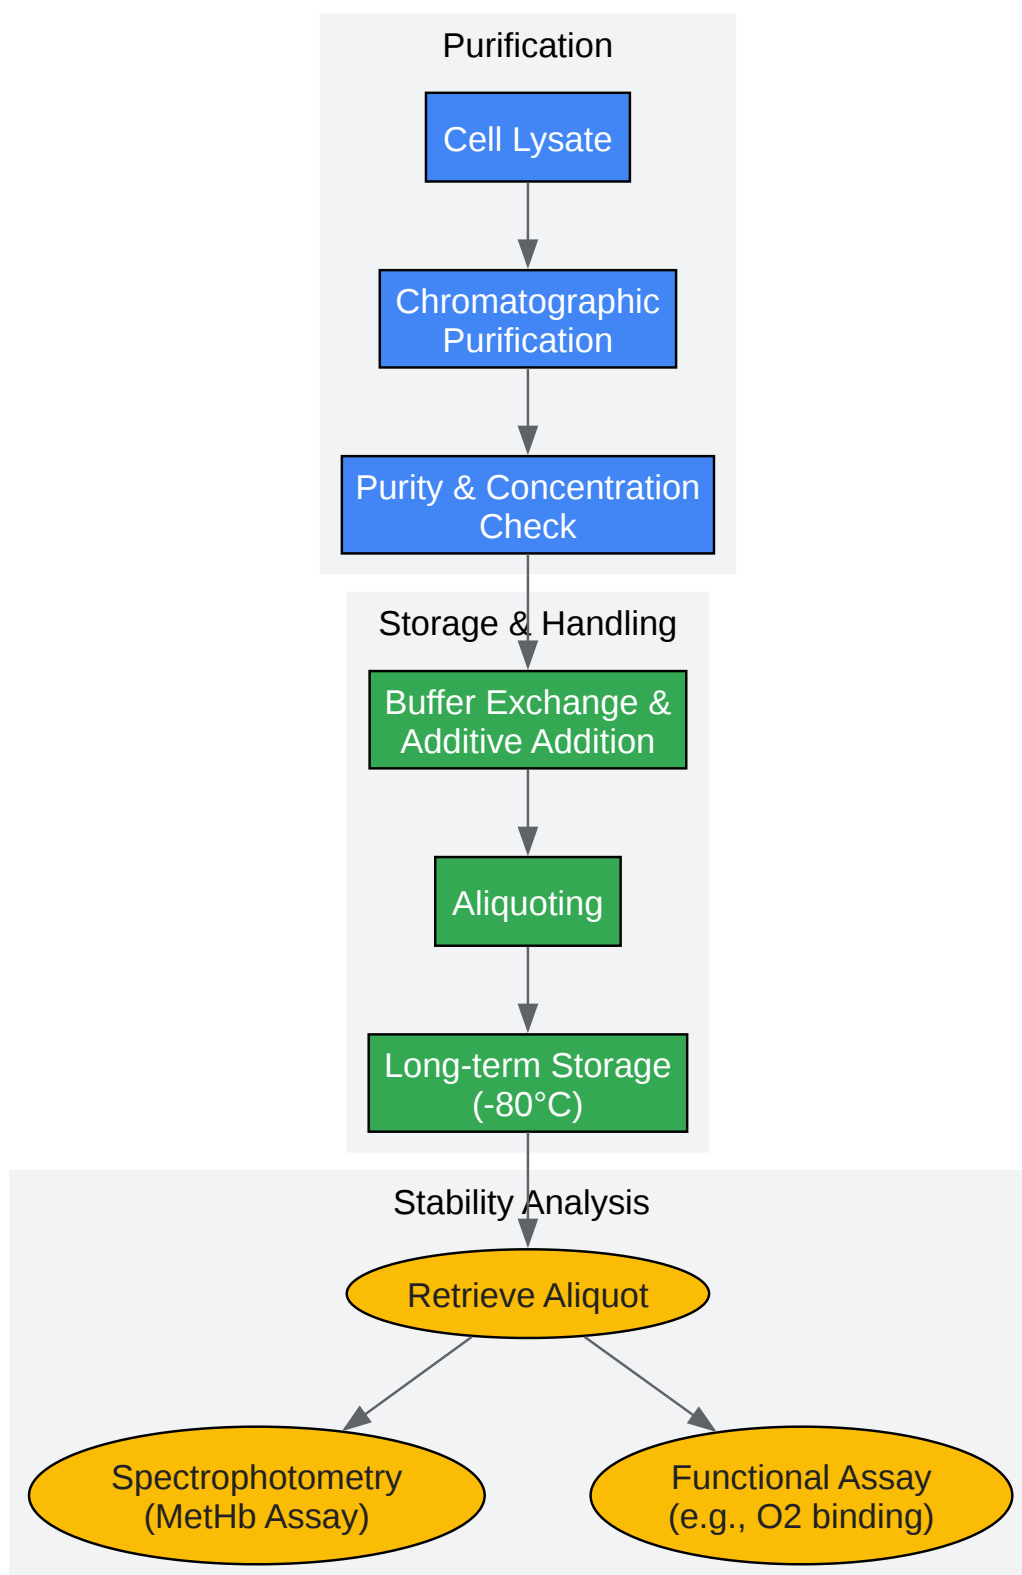 Purification
Cell Lysate
Chromatographic
Purification
Purity & Concentration
Check
Storage & Handling
Buffer Exchange &
Additive Addition
Aliquoting
Long-term Storage
(-80°C)
Stability Analysis
Retrieve Aliquot
Spectrophotometry
(MetHb Assay)
Functional Assay
(e.g., O2 binding)